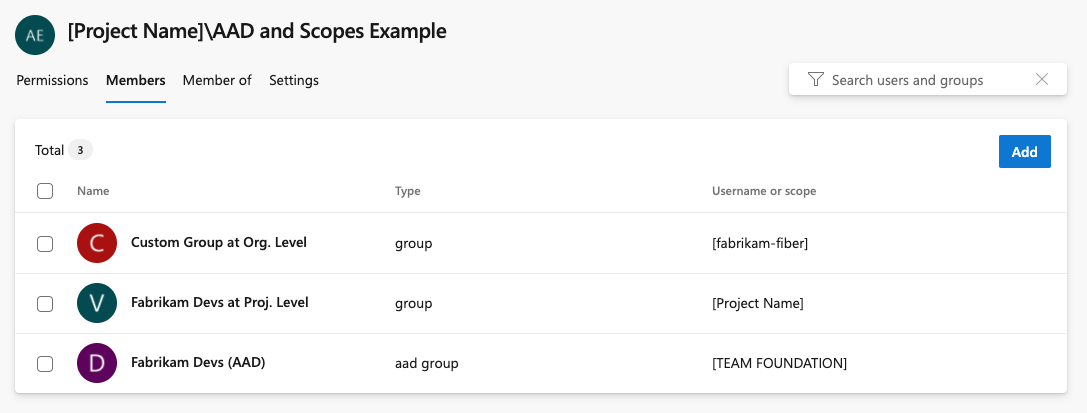 AE
[Project Name]\AAD and Scopes Example
Permissions Members Member of Settings
Search users and groups
Total 3
Add
Name Type Username or scope
C Custom Group at Org. Level group [fabrikam-fiber]
V Fabrikam Devs at Proj. Level group [Project Name]
D Fabrikam Devs (AAD) aad group [TEAM FOUNDATION]